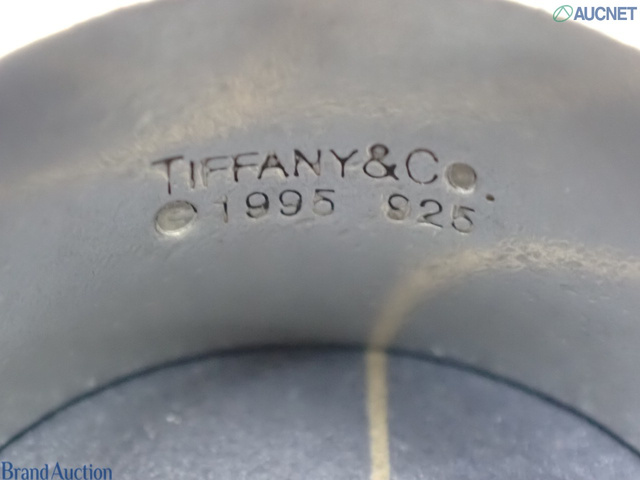 AUCNET
TIFFANY&Co.
©1995 925
Brand Auction